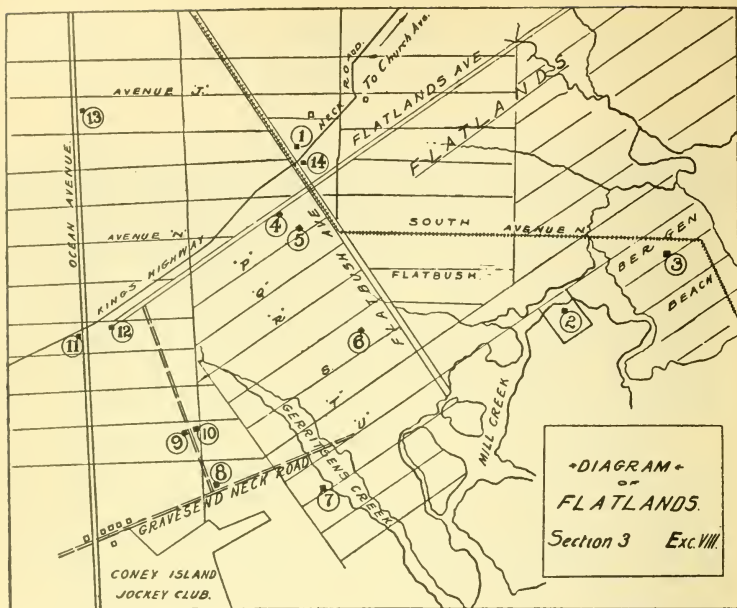 AVENUE "J."
13
OCEAN AVENUE.
NECK ROAD.
To Church Ave.
1
14
FLATLANDS AVE
FLATLANDS
AVENUE "N."
KINGS HIGHWAY
4
5
FLATBUSH AVE
SOUTH
AVENUE N.
FLATBUSH.
BERGEN
BEACH
3
2
"P"
"Q"
"R"
S.
"T"
"U"
6
11
12
9
10
8
GRAVESEND NECK ROAD
GERRITSENS CREEK
7
MILL CREEK
CONEY ISLAND
JOCKEY CLUB.
DIAGRAM
OF
FLATLANDS.
Section 3 Exc. VIII.